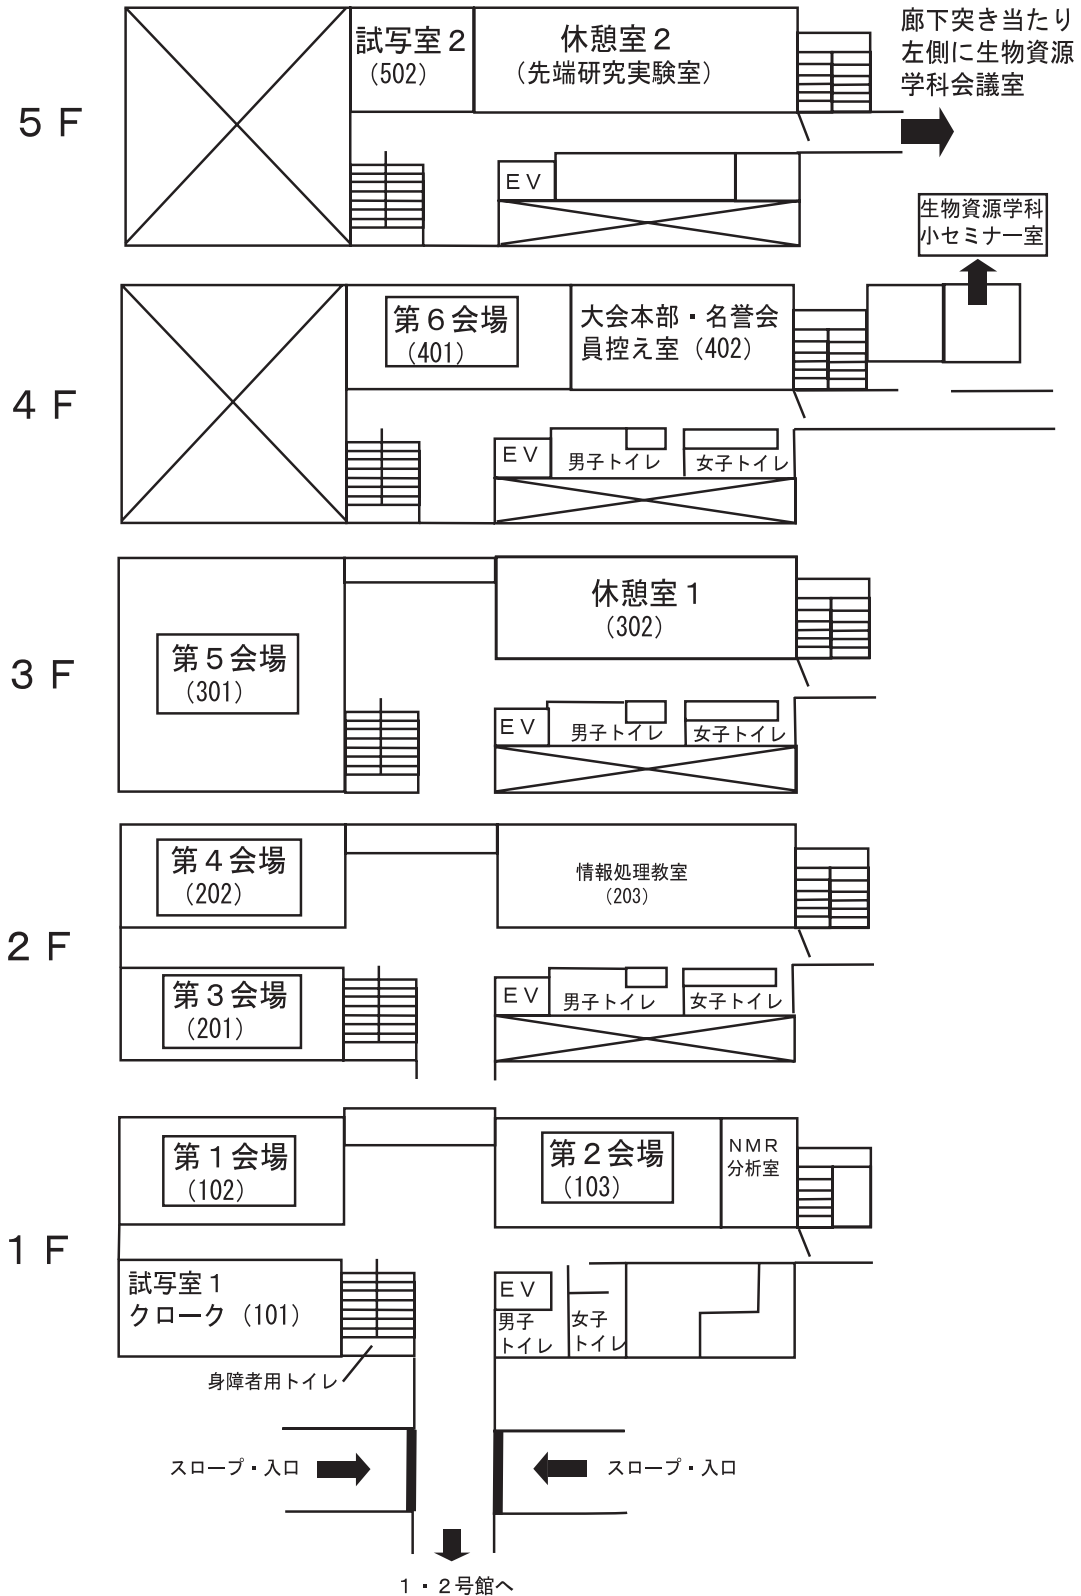 5F
試写室2
(502)
休憩室2
(先端研究実験室)
廊下突き当たり
左側に生物資源
学科会議室
EV
生物資源学科
小セミナー室
4F
第6会場
(401)
大会本部・名誉会
員控え室 (402)
EV
男子トイレ
女子トイレ
3F
第5会場
(301)
休憩室1
(302)
EV
男子トイレ
女子トイレ
2F
第4会場
(202)
情報処理教室
(203)
第3会場
(201)
EV
男子トイレ
女子トイレ
1F
第1会場
(102)
第2会場
(103)
NMR
分析室
試写室1
クローク (101)
EV
男子
トイレ
女子
トイレ
身障者用トイレ
スロープ・入口
スロープ・入口
1・2号館へ